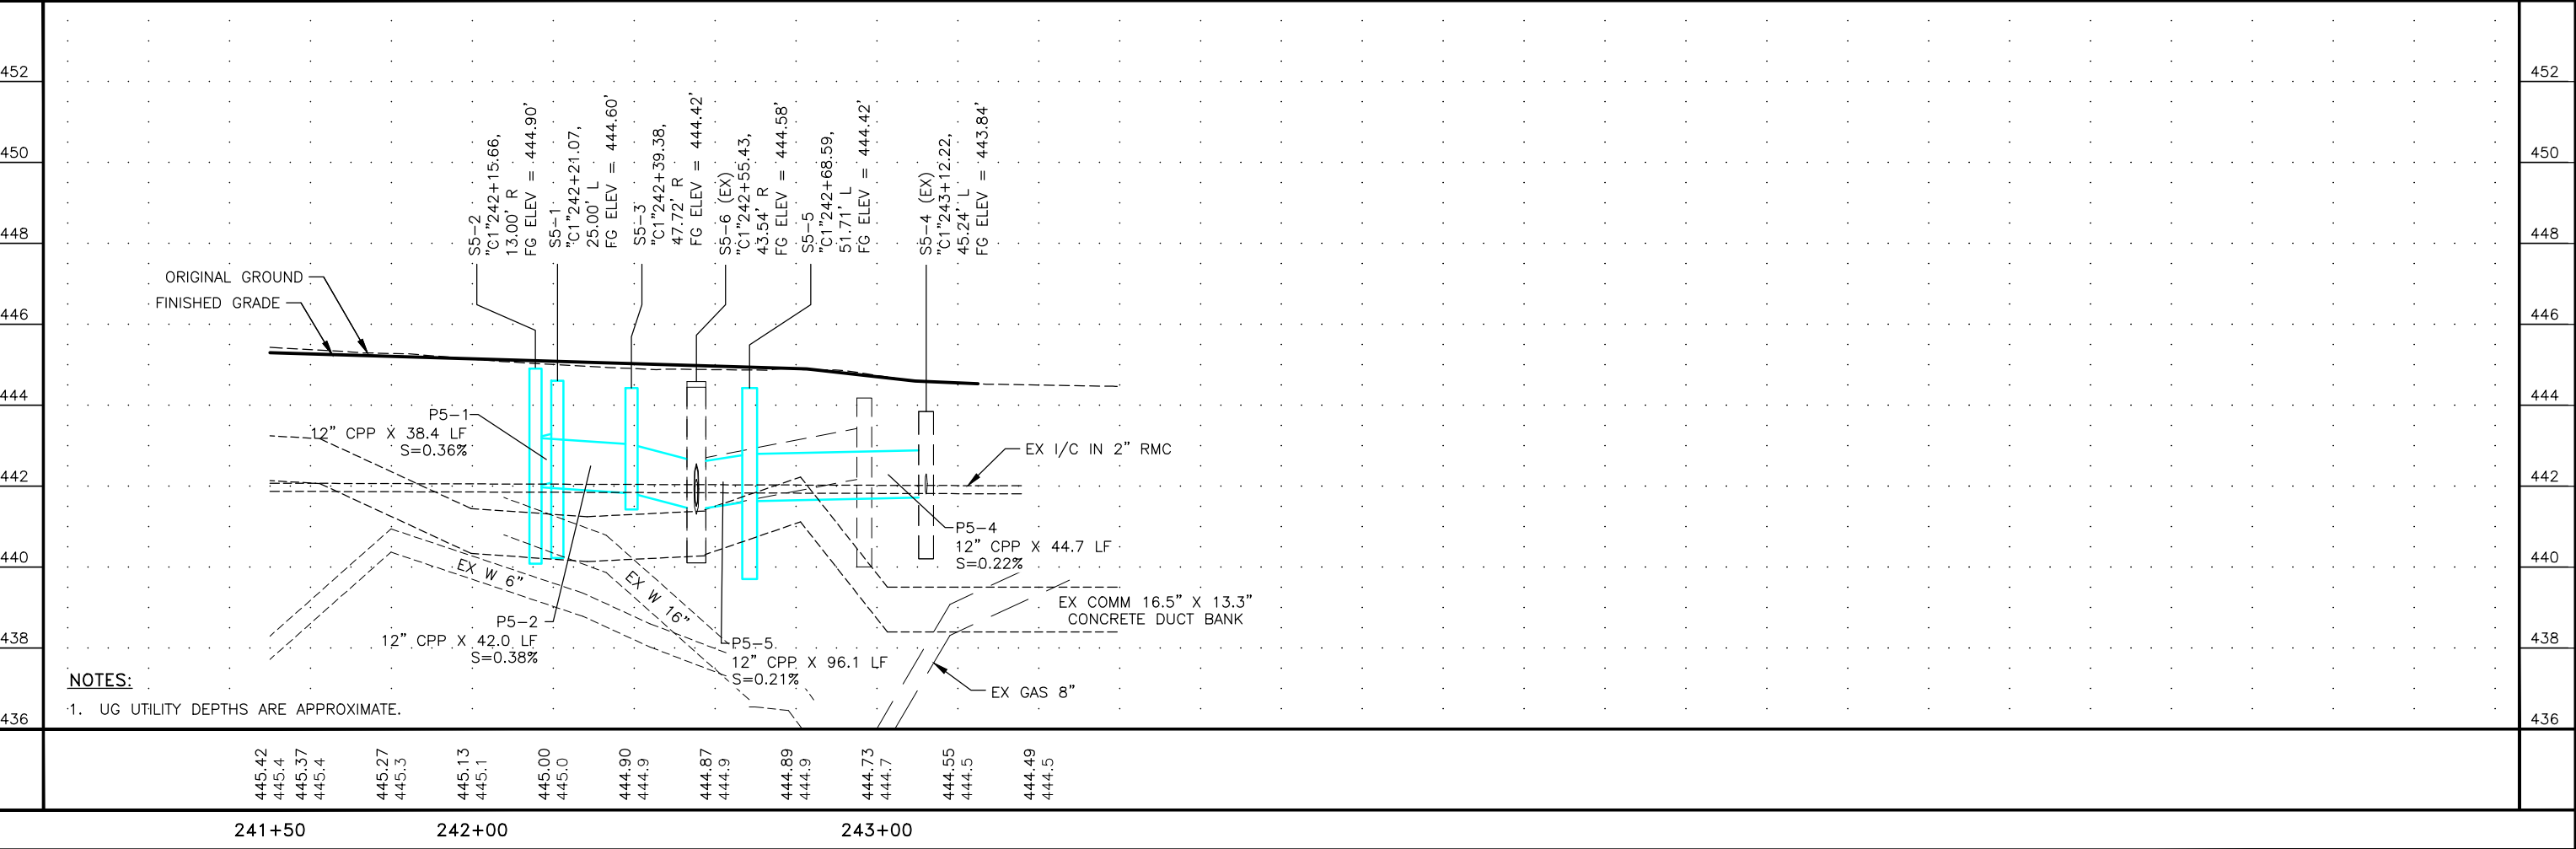 452
450
448
446
444
442
440
438
436
452
450
448
446
444
442
440
438
436
S5-2
"C1"242+15.66,
13.00' R
FG ELEV = 444.90'
S5-1
"C1"242+21.07,
25.00' L
FG ELEV = 444.60'
S5-3
"C1"242+39.38,
47.72' R
FG ELEV = 444.42'
S5-6 (EX)
"C1"242+55.43,
43.54' R
FG ELEV = 444.58'
S5-5
"C1"242+68.59,
51.71' L
FG ELEV = 444.42'
S5-4 (EX)
"C1"243+12.22,
45.24' L
FG ELEV = 443.84'
ORIGINAL GROUND
FINISHED GRADE
P5-1
12" CPP X 38.4 LF
S=0.36%
EX I/C IN 2" RMC
P5-4
12" CPP X 44.7 LF
S=0.22%
EX W 6"
EX W 16"
EX COMM 16.5" X 13.3"
CONCRETE DUCT BANK
P5-2
12" CPP X 42.0 LF
S=0.38%
P5-5
12" CPP X 96.1 LF
S=0.21%
EX GAS 8"
NOTES:
1. UG UTILITY DEPTHS ARE APPROXIMATE.
445.42
445.4
445.37
445.4
445.27
445.3
445.13
445.1
445.00
445.0
444.90
444.9
444.87
444.9
444.89
444.9
444.73
444.7
444.55
444.5
444.49
444.5
241+50
242+00
243+00